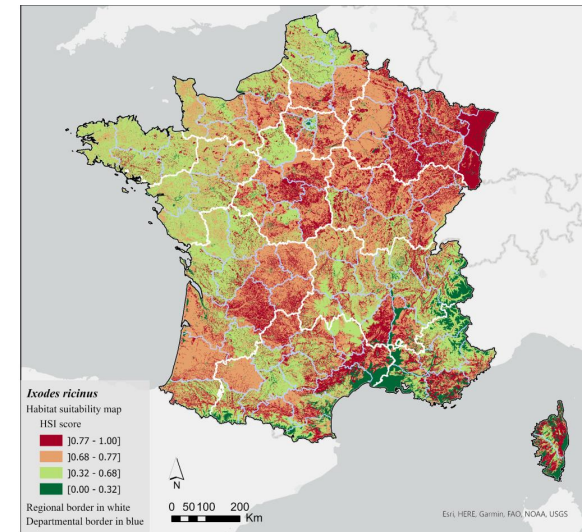 Ixodes ricinus
Habitat suitability map
HSI score
]0.77 - 1.00]
]0.68 - 0.77]
]0.32 - 0.68]
[0.00 - 0.32]
Regional border in white
Departmental border in blue
N
0 50 100 200
Km
Esri, HERE, Garmin, FAO, NOAA, USGS